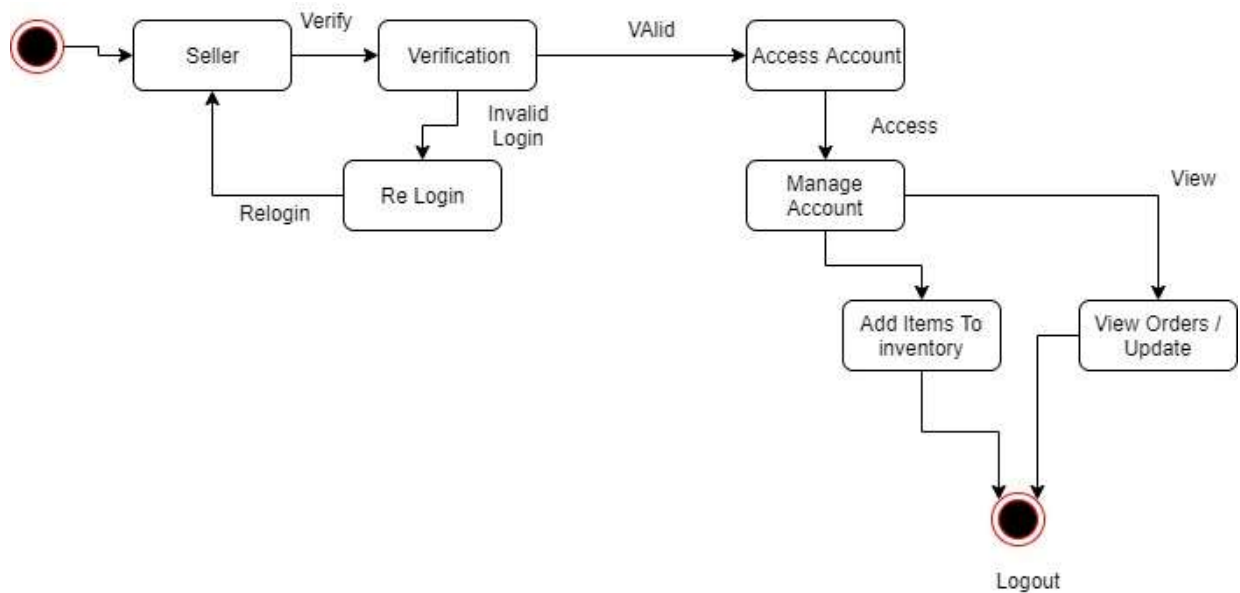 Verify
VAlid
Seller
Verification
Access Account
Invalid
Login
Access
Re Login
Relogin
Manage
Account
View
Add Items To
inventory
View Orders /
Update
Logout